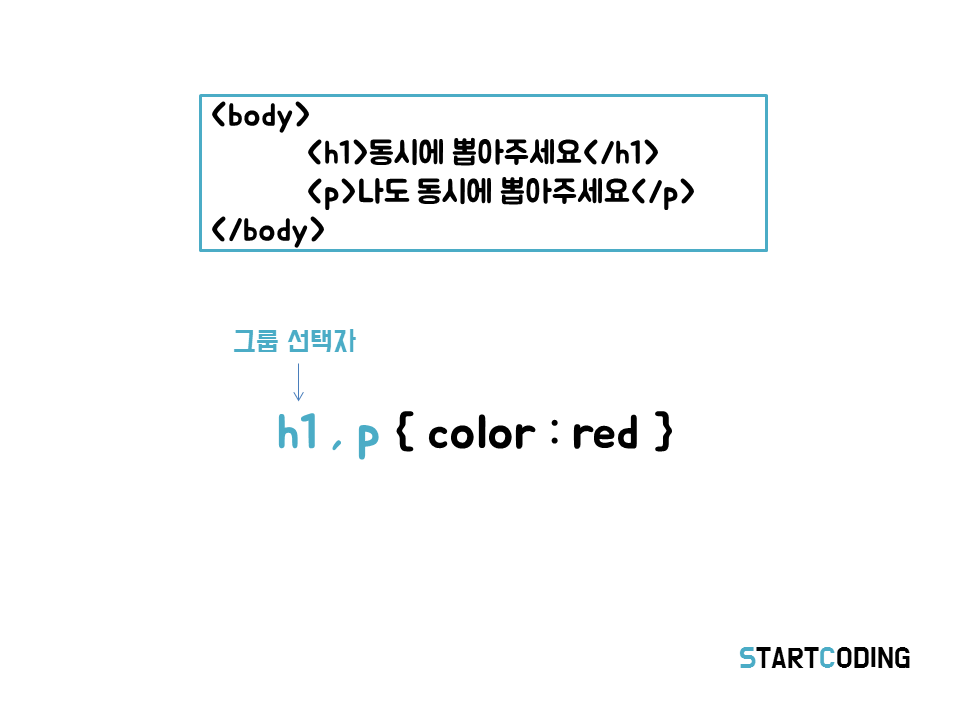 <body>
<h1>동시에 뽑아주세요</h1>
<p>나도 동시에 뽑아주세요</p>
</body>
그룹 선택자
h1 , p { color : red }
STARTCODING